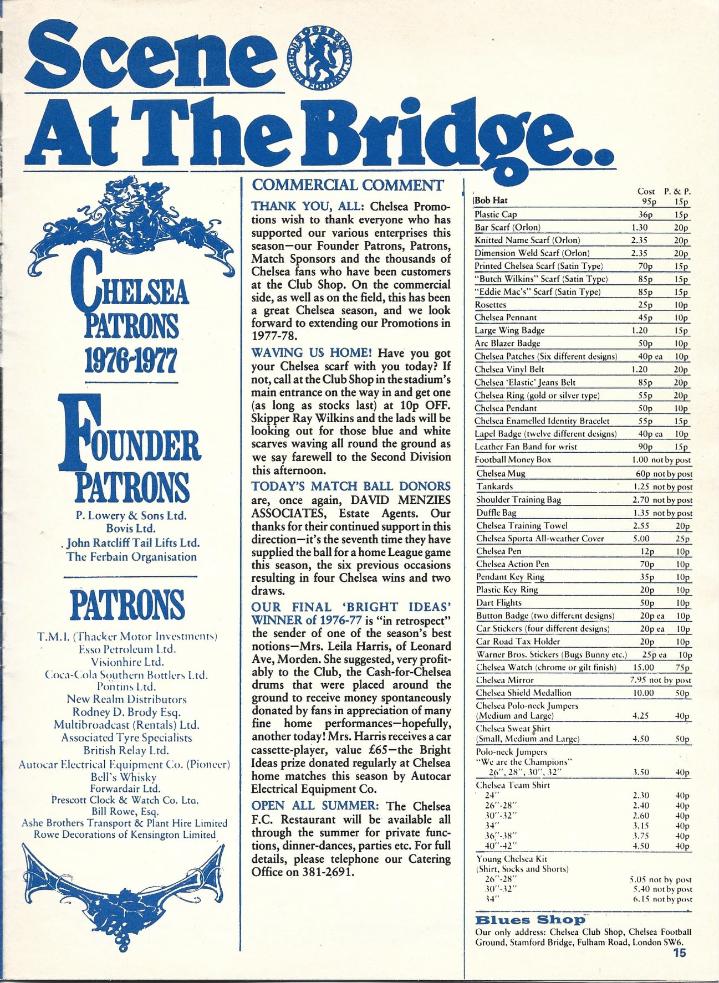 Scene
At The Bridge..
CHELSEA
PATRONS
1976-1977
FOUNDER
PATRONS
P. Lowery & Sons Ltd.
Bovis Ltd.
John Ratcliff Tail Lifts Ltd.
The Ferbain Organisation
PATRONS
T.M.I. (Thacker Motor Investments)
Esso Petroleum Ltd.
Visionhire Ltd.
Coca-Cola Southern Bottlers Ltd.
Pontins Ltd.
New Realm Distributors
Rodney D. Brody Esq.
Multibroadcast (Rentals) Ltd.
Associated Tyre Specialists
British Relay Ltd.
Autocar Electrical Equipment Co. (Pioneer)
Bell's Whisky
Forwardair Ltd.
Prescott Clock & Watch Co. Ltd.
Bill Rowe, Esq.
Ashe Brothers Transport & Plant Hire Limited
Rowe Decorations of Kensington Limited
COMMERCIAL COMMENT
THANK YOU, ALL: Chelsea Promo-
tions wish to thank everyone who has
supported our various enterprises this
season—our Founder Patrons, Patrons,
Match Sponsors and the thousands of
Chelsea fans who have been customers
at the Club Shop. On the commercial
side, as well as on the field, this has been
a great Chelsea season, and we look
forward to extending our Promotions in
1977-78.
WAVING US HOME! Have you got
your Chelsea scarf with you today? If
not, call at the Club Shop in the stadium's
main entrance on the way in and get one
(as long as stocks last) at 10p OFF.
Skipper Ray Wilkins and the lads will be
looking out for those blue and white
scarves waving all round the ground as
we say farewell to the Second Division
this afternoon.
TODAY'S MATCH BALL DONORS
are, once again, DAVID MENZIES
ASSOCIATES, Estate Agents. Our
thanks for their continued support in this
direction—it's the seventh time they have
supplied the ball for a home League game
this season, the six previous occasions
resulting in four Chelsea wins and two
draws.
OUR FINAL 'BRIGHT IDEAS'
WINNER of 1976-77 is "in retrospect"
the sender of one of the season's best
notions—Mrs. Leila Harris, of Leonard
Ave, Morden. She suggested, very profit-
ably to the Club, the Cash-for-Chelsea
drums that were placed around the
ground to receive money spontaneously
donated by fans in appreciation of many
fine home performances—hopefully,
another today! Mrs. Harris receives a car
cassette-player, value £65—the Bright
Ideas prize donated regularly at Chelsea
home matches this season by Autocar
Electrical Equipment Co.
OPEN ALL SUMMER: The Chelsea
F.C. Restaurant will be available all
through the summer for private func-
tions, dinner-dances, parties etc. For full
details, please telephone our Catering
Office on 381-2691.
Cost P. & P.
Bob Hat 95p 15p
Plastic Cap 36p 15p
Bar Scarf (Orlon) 1.30 20p
Knitted Name Scarf (Orlon) 2.35 20p
Dimension Weld Scarf (Orlon) 2.35 20p
Printed Chelsea Scarf (Satin Type) 70p 15p
"Butch Wilkins" Scarf (Satin Type) 85p 15p
"Eddie Mac's" Scarf (Satin Type) 85p 15p
Rosettes 25p 10p
Chelsea Pennant 45p 10p
Large Wing Badge 1.20 15p
Arc Blazer Badge 50p 10p
Chelsea Patches (Six different designs) 40p ea 10p
Chelsea Vinyl Belt 1.20 20p
Chelsea 'Elastic' Jeans Belt 85p 20p
Chelsea Ring (gold or silver type) 55p 20p
Chelsea Pendant 50p 10p
Chelsea Enamelled Identity Bracelet 55p 15p
Lapel Badge (twelve different designs) 40p ea 10p
Leather Fan Band for wrist 90p 15p
Football Money Box 1.00 not by post
Chelsea Mug 60p not by post
Tankards 1.25 not by post
Shoulder Training Bag 2.70 not by post
Duffle Bag 1.35 not by post
Chelsea Training Towel 2.55 20p
Chelsea Sporta All-weather Cover 5.00 25p
Chelsea Pen 12p 10p
Chelsea Action Pen 70p 10p
Pendant Key Ring 35p 10p
Plastic Key Ring 20p 10p
Dart Flights 50p 10p
Button Badge (two different designs) 20p ea 10p
Car Stickers (four different designs) 20p ea 10p
Car Road Tax Holder 20p 10p
Warner Bros. Stickers (Bugs Bunny etc.) 25p ea 10p
Chelsea Watch (chrome or gilt finish) 15.00 75p
Chelsea Mirror 7.95 not by post
Chelsea Shield Medallion 10.00 50p
Chelsea Polo-neck Jumpers
(Medium and Large) 4.25 40p
Chelsea Sweat Shirt
(Small, Medium and Large) 4.50 50p
Polo-neck Jumpers
"We are the Champions"
26", 28", 30", 32" 3.50 40p
Chelsea Team Shirt
24" 2.30 40p
26"-28" 2.40 40p
30"-32" 2.60 40p
34" 3.15 40p
36"-38" 3.75 40p
40"-42" 4.50 40p
Young Chelsea Kit
(Shirt, Socks and Shorts)
26"-28" 5.05 not by post
30"-32" 5.40 not by post
34" 6.15 not by post
Blues Shop
Our only address: Chelsea Club Shop, Chelsea Football
Ground, Stamford Bridge, Fulham Road, London SW6.
15